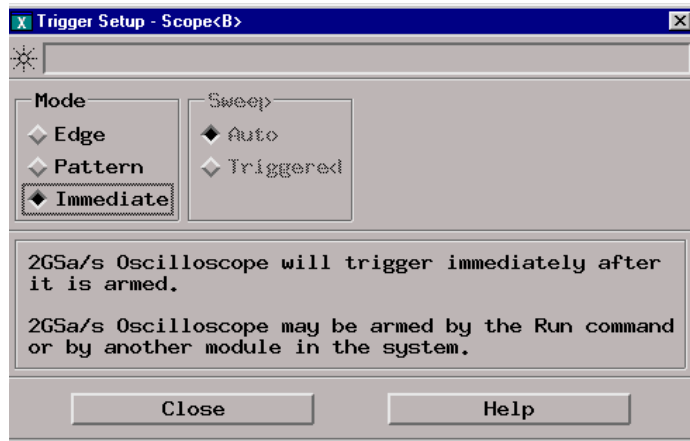 X Trigger Setup - Scope<B>
Mode
Edge
Pattern
Immediate
Sweep
Auto
Triggered
2GSa/s Oscilloscope will trigger immediately after
it is armed.
2GSa/s Oscilloscope may be armed by the Run command
or by another module in the system.
Close Help